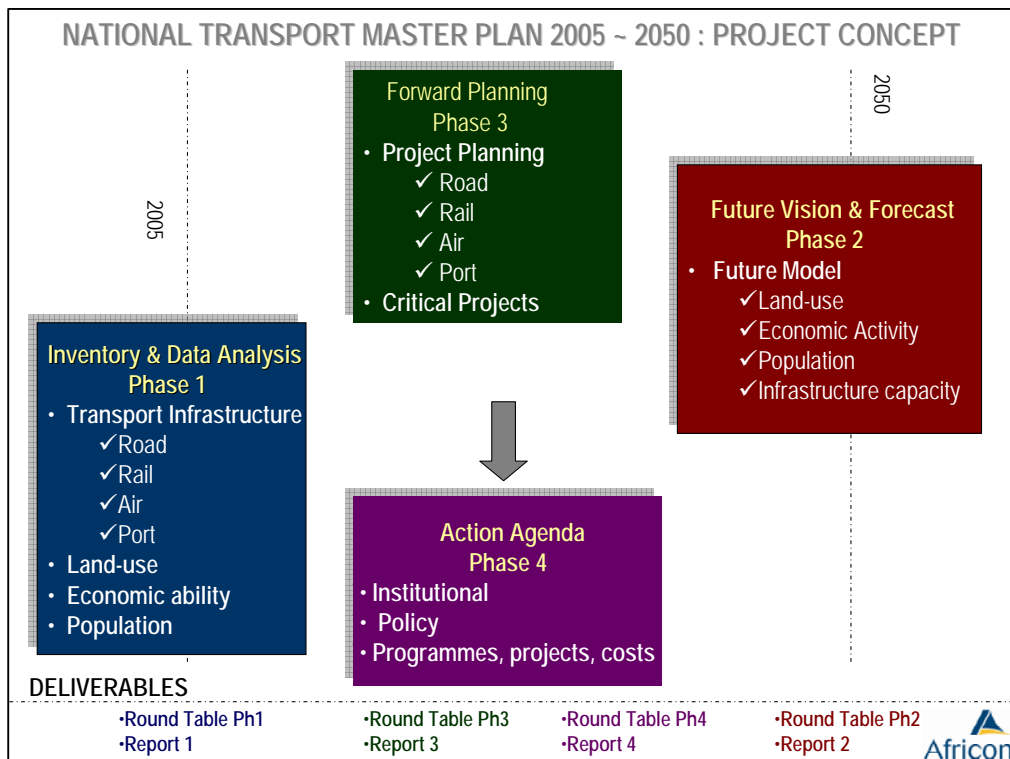 NATIONAL TRANSPORT MASTER PLAN 2005 ~ 2050 : PROJECT CONCEPT
2005
Inventory & Data Analysis
Phase 1
• Transport Infrastructure
✓Road
✓Rail
✓Air
✓Port
• Land-use
• Economic ability
• Population
Forward Planning
Phase 3
• Project Planning
✓ Road
✓ Rail
✓ Air
✓ Port
• Critical Projects
Action Agenda
Phase 4
• Institutional
• Policy
• Programmes, projects, costs
2050
Future Vision & Forecast
Phase 2
• Future Model
✓Land-use
✓Economic Activity
✓Population
✓Infrastructure capacity
DELIVERABLES
•Round Table Ph1
•Report 1
•Round Table Ph3
•Report 3
•Round Table Ph4
•Report 4
•Round Table Ph2
•Report 2
Africon